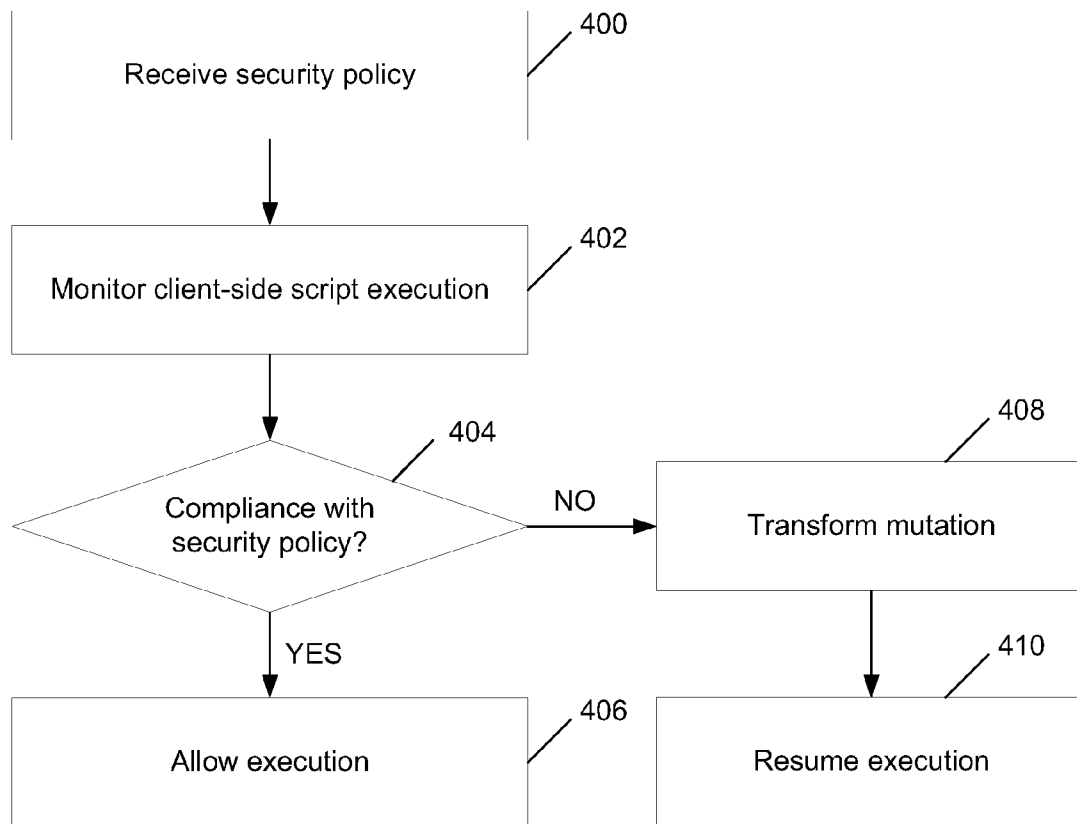 400
Receive security policy
402
Monitor client-side script execution
404
Compliance with
security policy?
NO
408
Transform mutation
YES
406
Allow execution
410
Resume execution